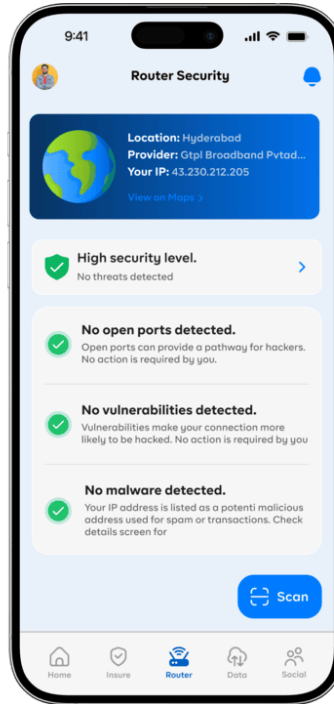 9:41
Router Security
Location: Hyderabad
Provider: Gtpl Broadband Pvtad...
Your IP: 43.230.212.205
View on Maps >
High security level.
No threats detected
No open ports detected.
Open ports can provide a pathway for hackers.
No action is required by you.
No vulnerabilities detected.
Vulnerabilities make your connection more
likely to be hacked. No action is required by you
No malware detected.
Your IP address is listed as a potenti malicious
address used for spam or transactions. Check
details screen for
Scan
Home
Insure
Router
Data
Social